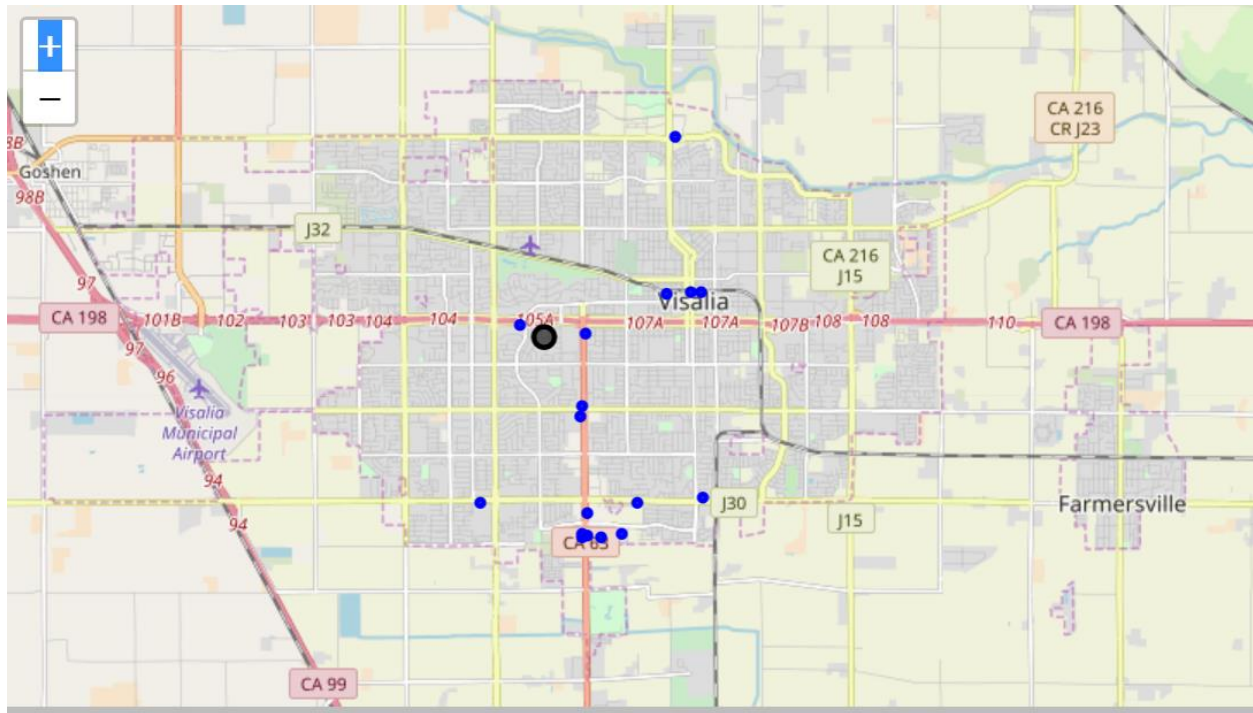 +
−
CA 216
CR J23
8B
Goshen
98B
J32
CA 216
J15
97
Visalia
CA 198
101B
102
103
103
104
104
105A
107A
107A
107B
108
108
110
CA 198
97
96
Visalia
Municipal
Airport
94
94
J30
J15
Farmersville
CA 63
CA 99